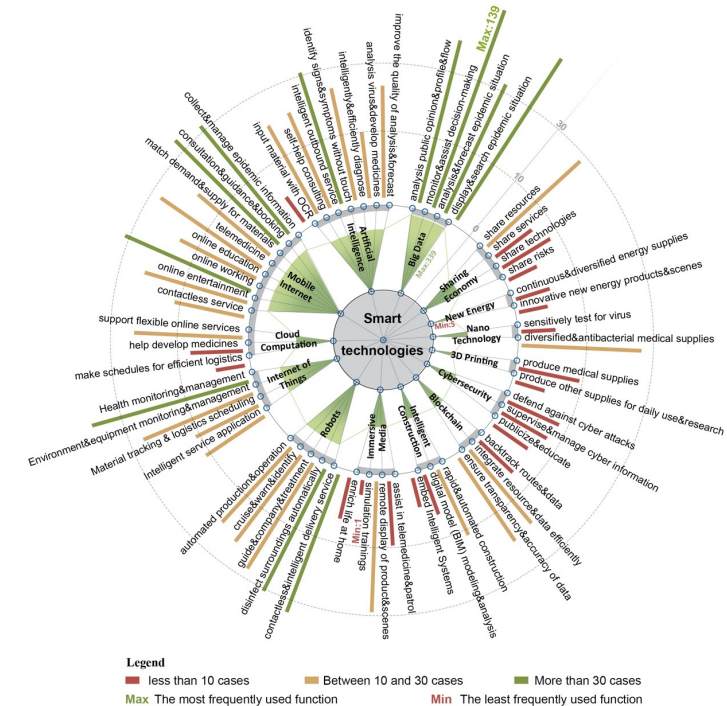 improve the quality of analysis&forecast
analysis virus&develop medicines
intelligently&efficiently diagnose
identify signs&symptoms without touch
intelligent outbound service
self-help consulting
input material with OCR
collect&manage epidemic information
consultation&guidance&booking
match demand&supply for materials
telemedicine
online education
online working
online entertainment
contactless service
support flexible online services
help develop medicines
make schedules for efficient logistics
Health monitoring&management
Environment&equipment monitoring&management
Material tracking & logistics scheduling
Intelligent service application
automated production&operation
cruise&warn&identify
guide&company&treatment
disinfect surroundings automatically
contactless&intelligent delivery service
enrich life at home
Min:1
simulation trainings
remote display of product&scenes
assist in telemedicine&patrol
embed Intelligent Systems
digital model (BIM) modeling&analysis
rapid&automated construction
ensure transparency&accuracy of data
integrate resource&data efficiently
backtrack routes&data
publicize&educate
supervise&manage cyber information
defend against cyber attacks
produce other supplies for daily use&research
produce medical supplies
diversified&antibacterial medical supplies
sensitively test for virus
innovative new energy products&scenes
continuous&diversified energy supplies
share risks
share technologies
share services
share resources
display&search epidemic situation
analysis&forecast epidemic situation
monitor&assist decision-making
Max:139
analysis public opinion&profile&flow
0
10
30
Artificial
Intelligence
Big Data
Max:339
Sharing
Economy
New Energy
Min:5
Nano
Technology
3D Printing
Cybersecurity
Blockchain
Intelligent
Construction
Immersive
Media
Robots
Internet of
Things
Cloud
Computation
Mobile
Internet
Smart
technologies
Legend
less than 10 cases
Between 10 and 30 cases
More than 30 cases
Max The most frequently used function
Min The least frequently used function